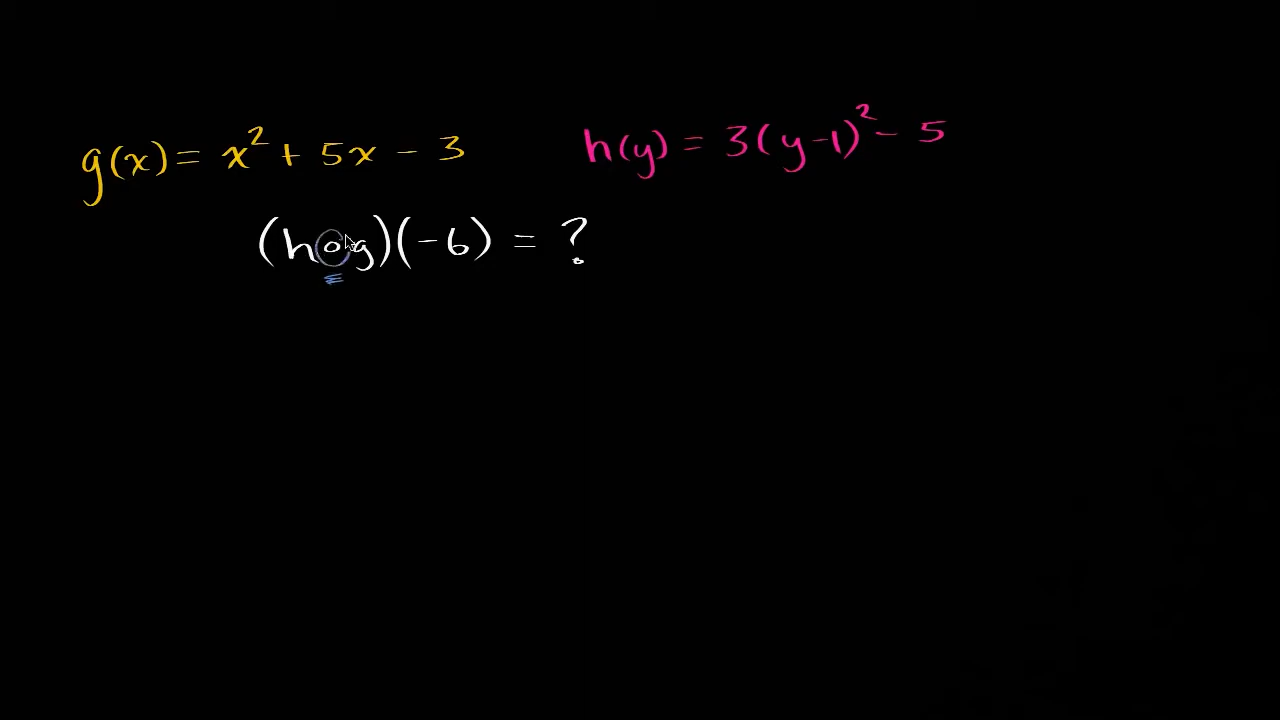 g(x) = x² + 5x - 3 h(y) = 3(y-1)² - 5
(h∘g)(-6) = ?